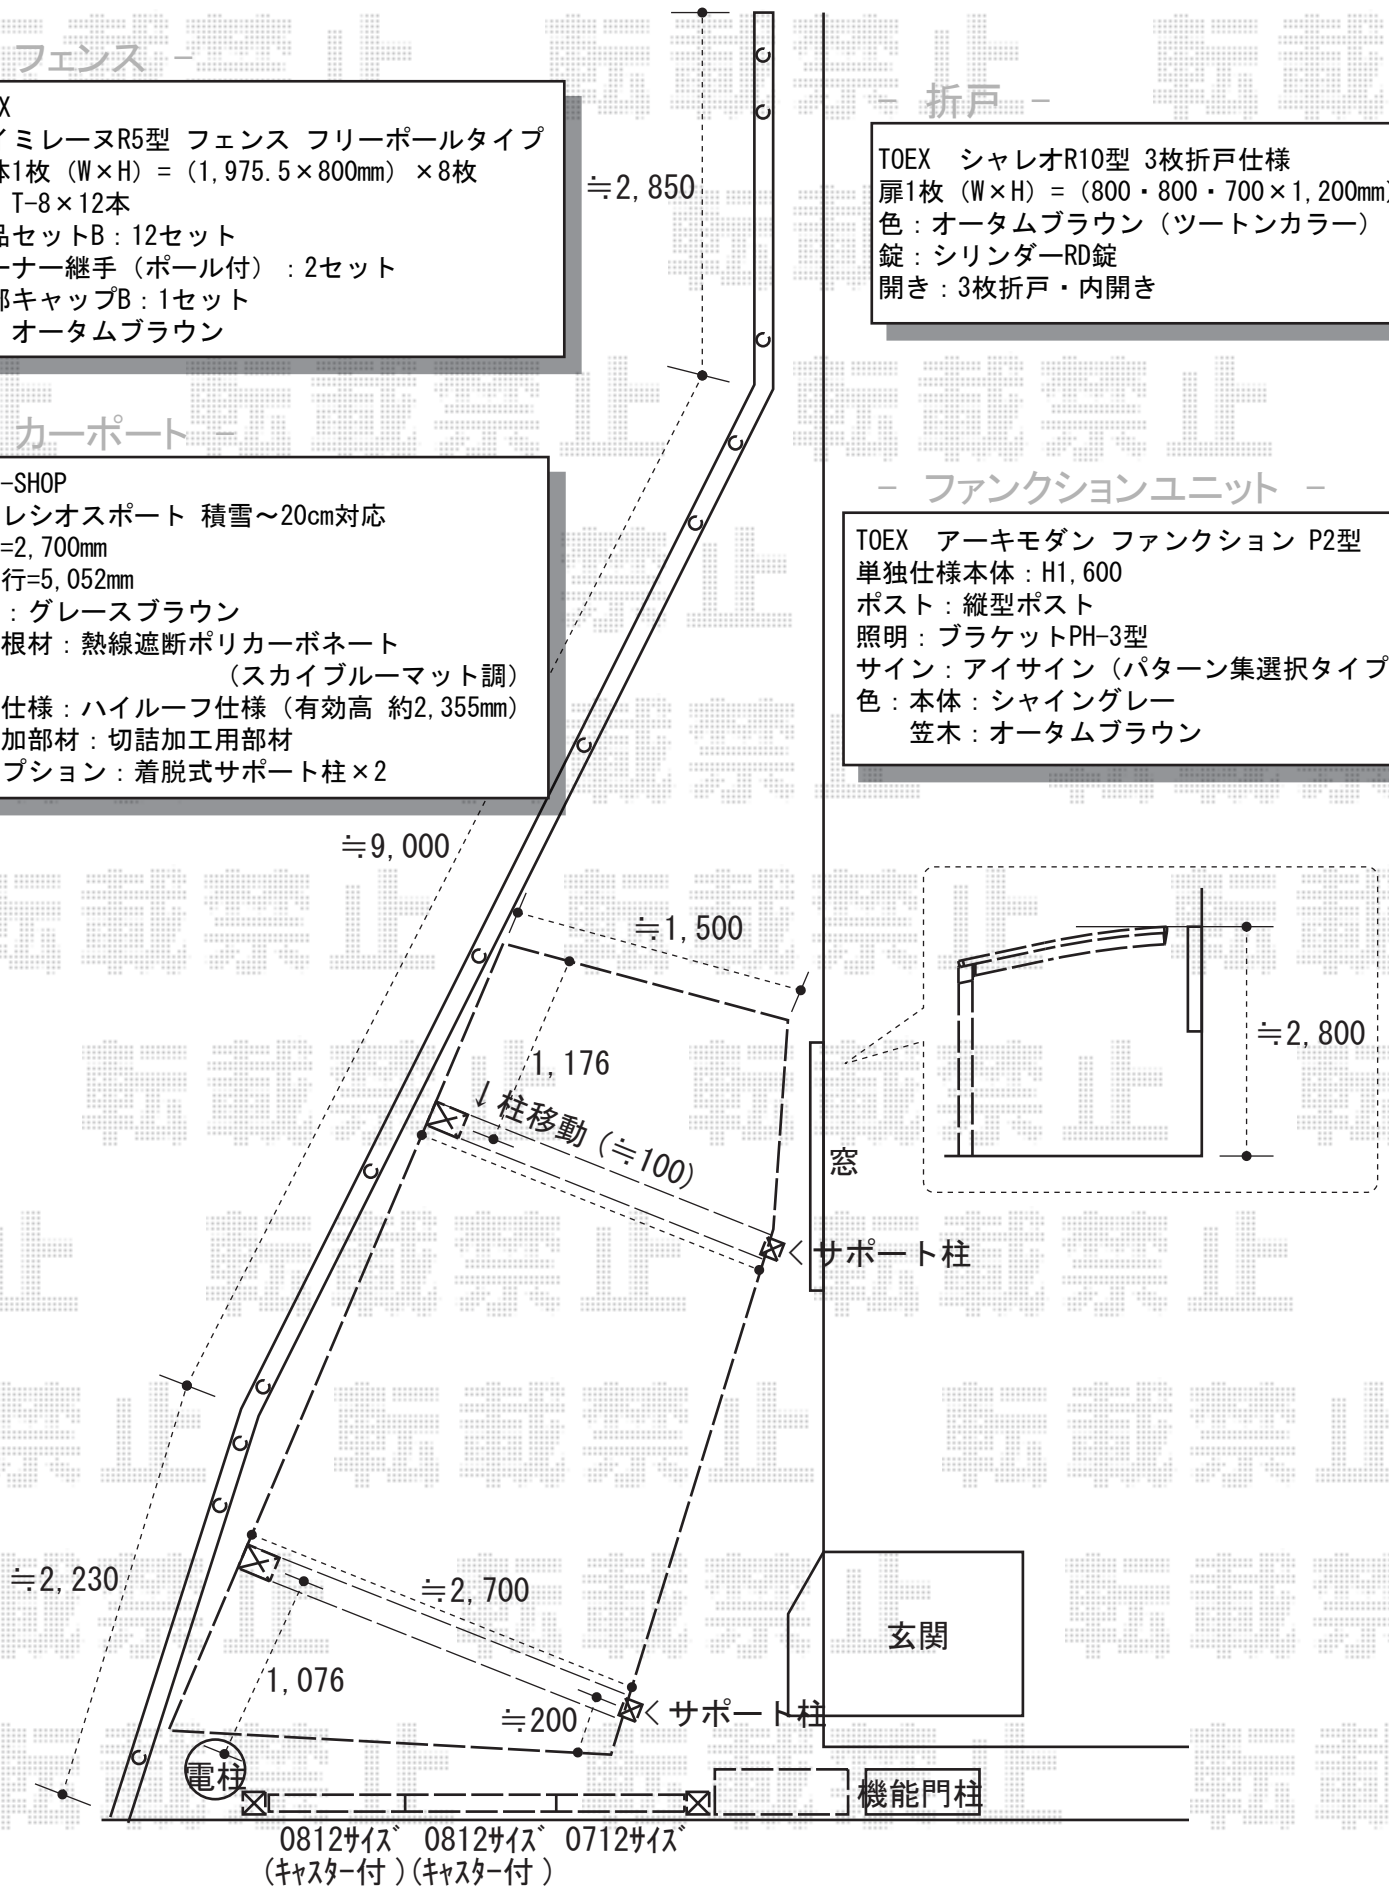 フェンス -
X
イミレーヌR5型 フェンス フリーポールタイプ
体1枚（W×H）=（1,975.5×800mm）×8枚
T-8×12本
品セットB：12セット
ーナー継手（ポール付）：2セット
部キャップB：1セット
オータムブラウン
- 折戸 -
TOEX シャレオR10型 3枚折戸仕様
扉1枚（W×H）=（800・800・700×1,200mm）
色：オータムブラウン（ツートンカラー）
錠：シリンダーRD錠
開き：3枚折戸・内開き
≒2,850
カーポート -
-SHOP
レシオスポート 積雪～20cm対応
=2,700mm
行=5,052mm
：グレースブラウン
根材：熱線遮断ポリカーボネート
（スカイブルーマット調）
仕様：ハイルーフ仕様（有効高 約2,355mm）
加部材：切詰加工用部材
プション：着脱式サポート柱×2
- ファンクションユニット -
TOEX アーキモダン ファンクション P2型
単独仕様本体：H1,600
ポスト：縦型ポスト
照明：ブラケットPH-3型
サイン：アイサイン（パターン集選択タイプ
色：本体：シャイングレー
笠木：オータムブラウン
≒9,000
≒1,500
1,176
↓柱移動（≒100）
≒2,800
窓
＜サポート柱
≒2,230
≒2,700
1,076
≒200
＜サポート柱
玄関
電柱
機能門柱
0812ｻｲｽﾞ 0812ｻｲｽﾞ 0712ｻｲｽﾞ
(ｷｬｽﾀｰ付)(ｷｬｽﾀｰ付)
転載禁止